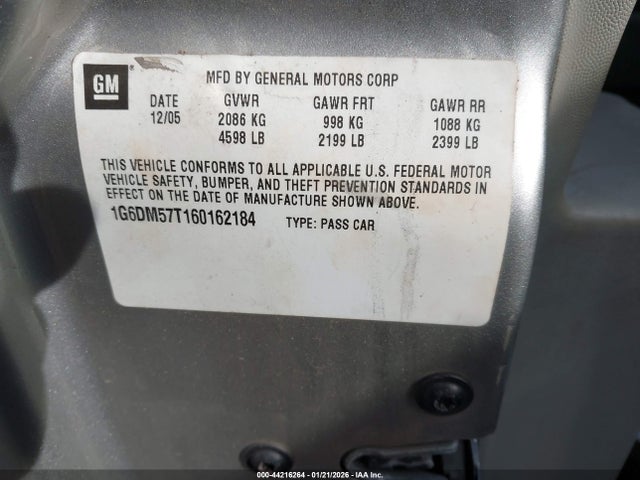 GM
MFD BY GENERAL MOTORS CORP
DATE GVWR GAWR FRT GAWR RR
12/05 2086 KG 998 KG 1088 KG
4598 LB 2199 LB 2399 LB
THIS VEHICLE CONFORMS TO ALL APPLICABLE U.S. FEDERAL MOTOR
VEHICLE SAFETY, BUMPER, AND THEFT PREVENTION STANDARDS IN
EFFECT ON THE DATE OF MANUFACTURE SHOWN ABOVE.
1G6DM57T160162184 TYPE: PASS CAR
000-44216264 - 01/21/2026 - IAA Inc.